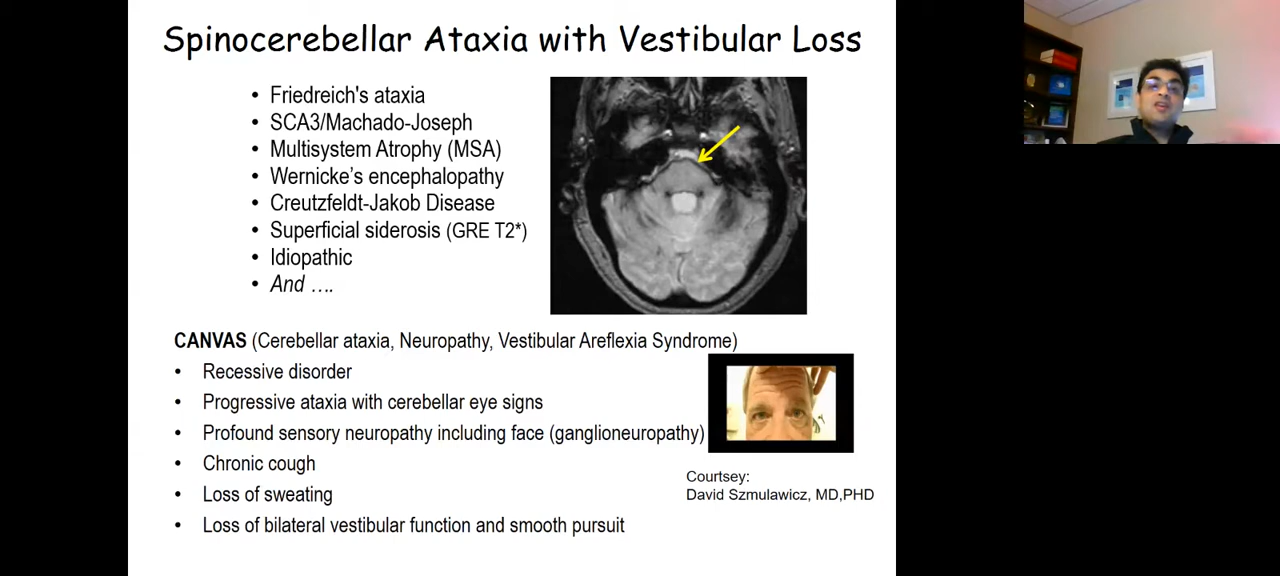 Spinocerebellar Ataxia with Vestibular Loss
• Friedreich's ataxia
• SCA3/Machado-Joseph
• Multisystem Atrophy (MSA)
• Wernicke's encephalopathy
• Creutzfeldt-Jakob Disease
• Superficial siderosis (GRE T2*)
• Idiopathic
• And ....
CANVAS (Cerebellar ataxia, Neuropathy, Vestibular Areflexia Syndrome)
• Recessive disorder
• Progressive ataxia with cerebellar eye signs
• Profound sensory neuropathy including face (ganglioneuropathy)
• Chronic cough
• Loss of sweating
• Loss of bilateral vestibular function and smooth pursuit
Courtsey:
David Szmulawicz, MD,PHD